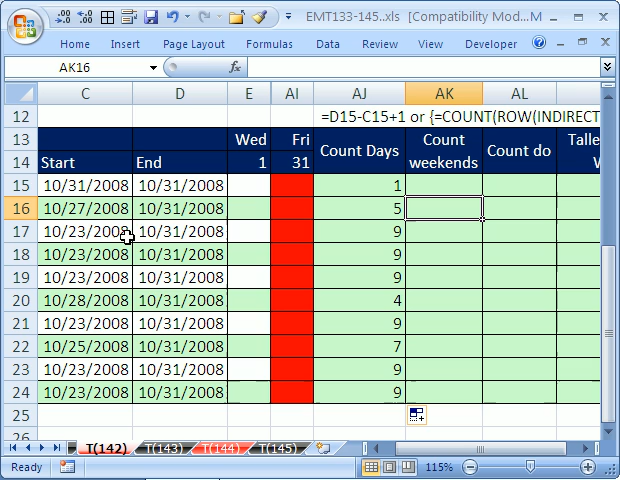 EMT133-145..xls [Compatibility Mod...M
Home Insert Page Layout Formulas Data Review View Developer
AK16 fx
C D E AI AJ AK AL
12 =D15-C15+1 or {=COUNT(ROW(INDIRECT
13 Wed Fri Count Days Count weekends Count do Talle
14 Start End 1 31 W
15 10/31/2008 10/31/2008 1
16 10/27/2008 10/31/2008 5
17 10/23/2008 10/31/2008 9
18 10/23/2008 10/31/2008 9
19 10/23/2008 10/31/2008 9
20 10/28/2008 10/31/2008 4
21 10/23/2008 10/31/2008 9
22 10/25/2008 10/31/2008 7
23 10/23/2008 10/31/2008 9
24 10/23/2008 10/31/2008 9
25
26
T(142) T(143) T(144) T(145)
Ready 115%